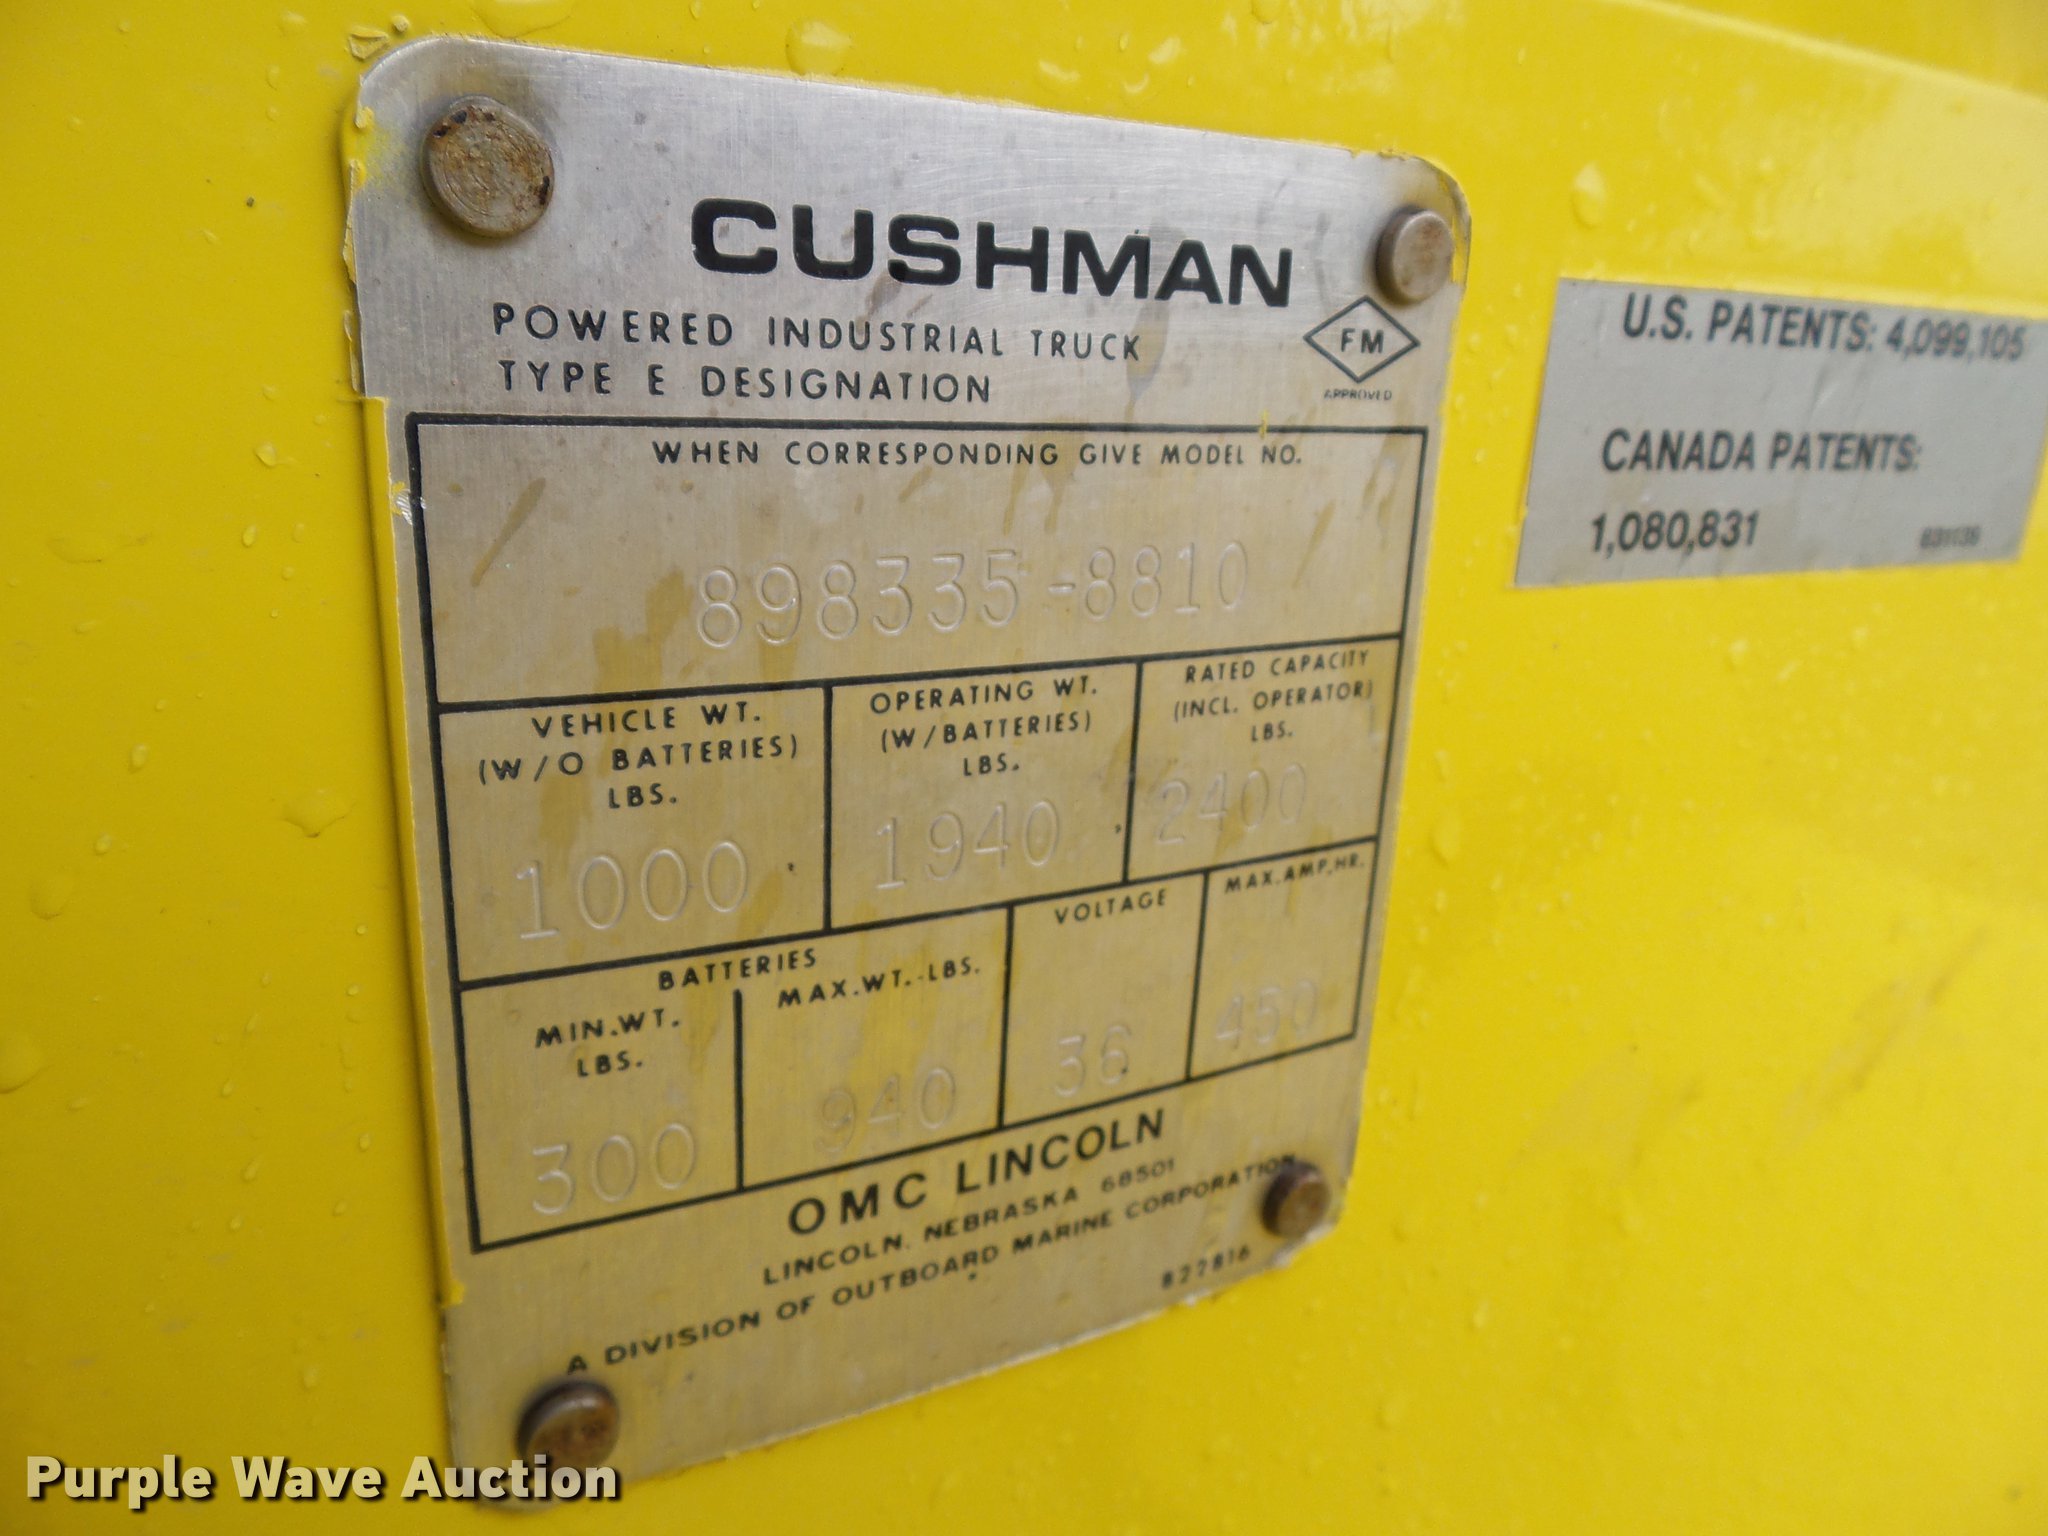 CUSHMAN
POWERED INDUSTRIAL TRUCK
TYPE E DESIGNATION
FM
APPROVED
WHEN CORRESPONDING GIVE MODEL NO.
898335-8810
VEHICLE WT.
(W/O BATTERIES)
LBS.
1000
OPERATING WT.
(W/BATTERIES)
LBS.
1940
RATED CAPACITY
(INCL. OPERATOR)
LBS.
2400
BATTERIES
MIN.WT.
LBS.
300
MAX.WT.-LBS.
940
VOLTAGE
36
MAX.AMP.HR.
450
OMC LINCOLN
LINCOLN, NEBRASKA 68501
A DIVISION OF OUTBOARD MARINE CORPORATION
822816
U.S. PATENTS: 4,099,105
CANADA PATENTS:
1,080,831
Purple Wave Auction